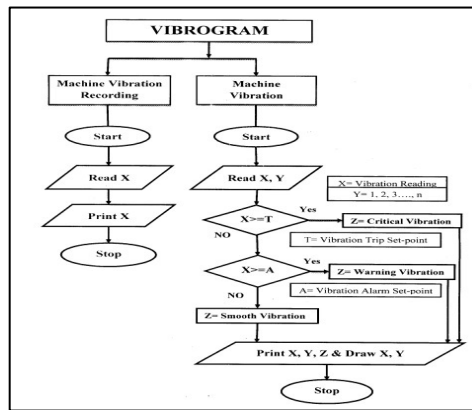 VIBROGRAM
Machine Vibration
Recording
Start
Read X
Print X
Stop
Machine
Vibration
Start
Read X, Y
X= Vibration Reading
Y= 1, 2, 3…., n
X>=T
Yes
Z= Critical Vibration
NO
T= Vibration Trip Set-point
X>=A
Yes
Z= Warning Vibration
NO
A= Vibration Alarm Set-point
Z= Smooth Vibration
Print X, Y, Z & Draw X, Y
Stop